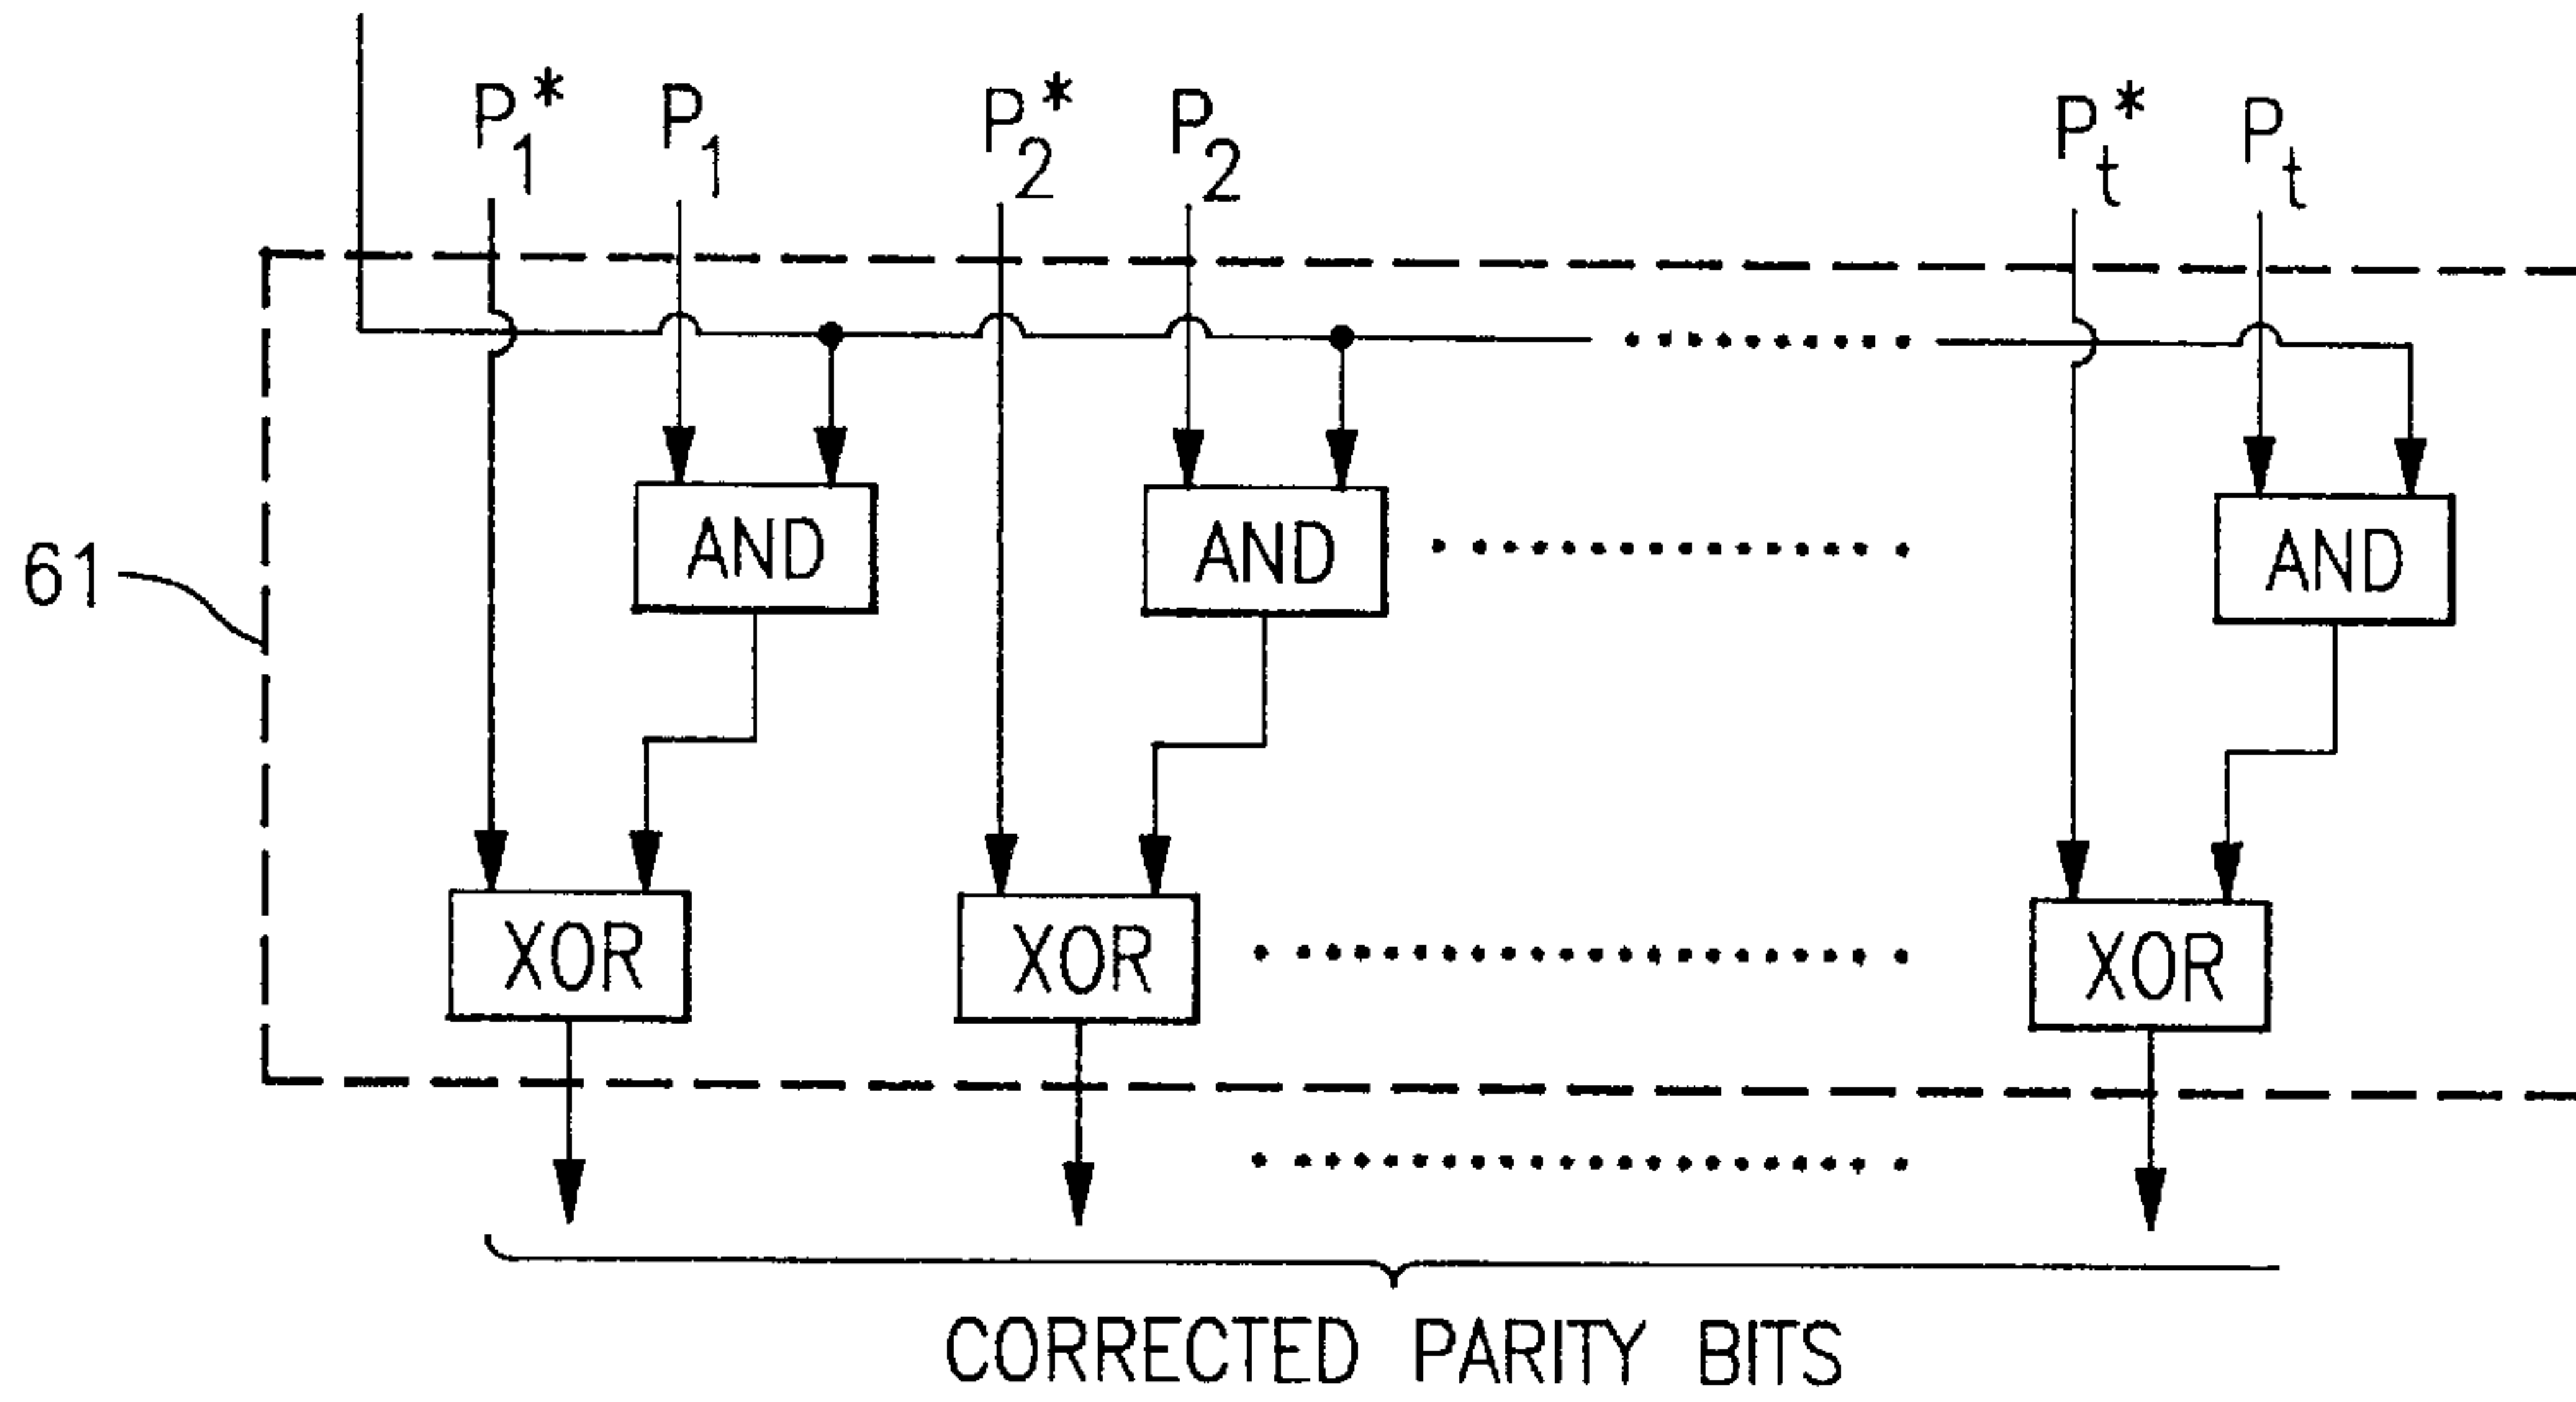 P1* P1 P2* P2 Pt* Pt
61
AND AND AND
XOR XOR XOR
CORRECTED PARITY BITS